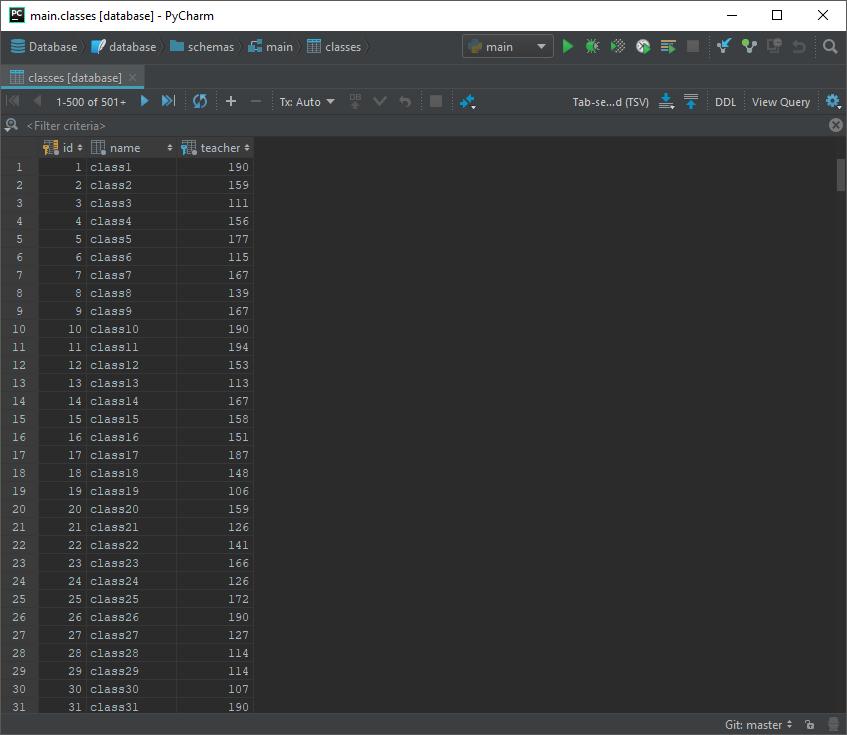 PC main.classes [database] - PyCharm
Database database schemas main classes main
classes [database]
1-500 of 501+ Tx: Auto DB Tab-se...d (TSV) DDL View Query
<Filter criteria>
id name teacher
1 1 class1 190
2 2 class2 159
3 3 class3 111
4 4 class4 156
5 5 class5 177
6 6 class6 115
7 7 class7 167
8 8 class8 139
9 9 class9 167
10 10 class10 190
11 11 class11 194
12 12 class12 153
13 13 class13 113
14 14 class14 167
15 15 class15 158
16 16 class16 151
17 17 class17 187
18 18 class18 148
19 19 class19 106
20 20 class20 159
21 21 class21 126
22 22 class22 141
23 23 class23 166
24 24 class24 126
25 25 class25 172
26 26 class26 190
27 27 class27 127
28 28 class28 114
29 29 class29 114
30 30 class30 107
31 31 class31 190
Git: master